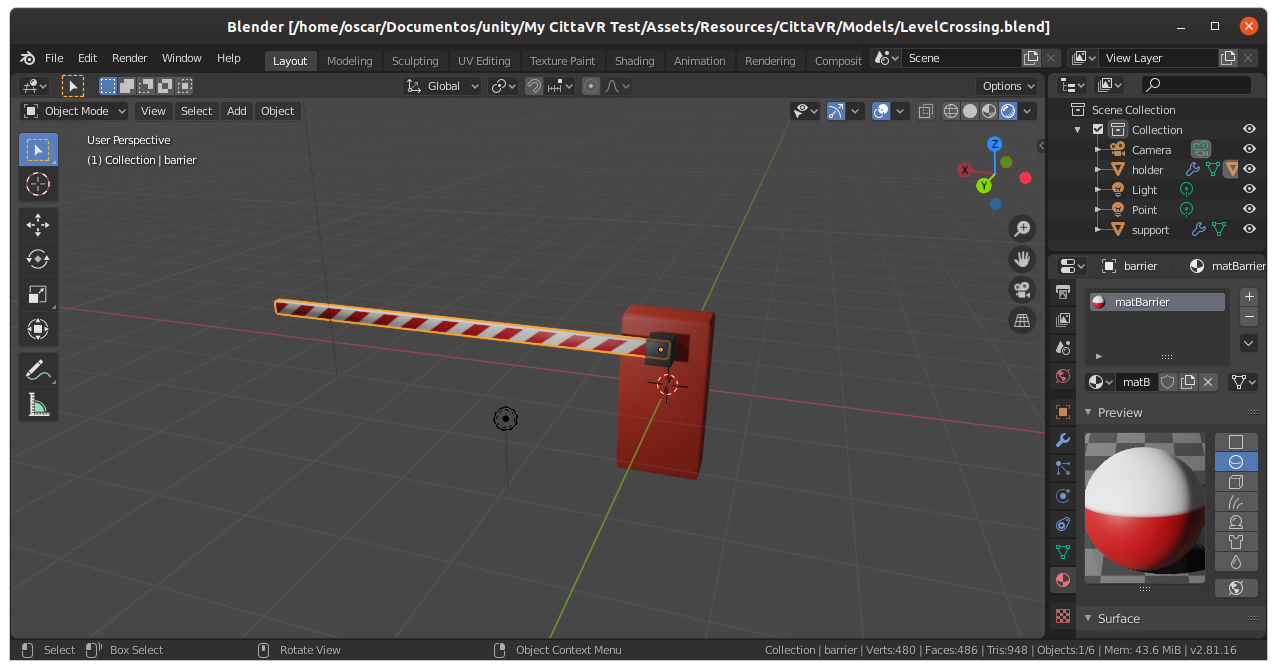 Blender [/home/oscar/Documentos/unity/My CittaVR Test/Assets/Resources/CittaVR/Models/LevelCrossing.blend]
File Edit Render Window Help Layout Modeling Sculpting UV Editing Texture Paint Shading Animation Rendering Composit Scene View Layer
Global Options
Object Mode View Select Add Object
User Perspective
(1) Collection | barrier
Z
X
Y
Scene Collection
Collection
Camera
holder
Light
Point
support
barrier matBarrier
matBarrier
matB
Preview
Surface
Select Box Select Rotate View Object Context Menu Collection | barrier | Verts:480 | Faces:486 | Tris:948 | Objects:1/6 | Mem: 43.6 MiB | v2.81.16